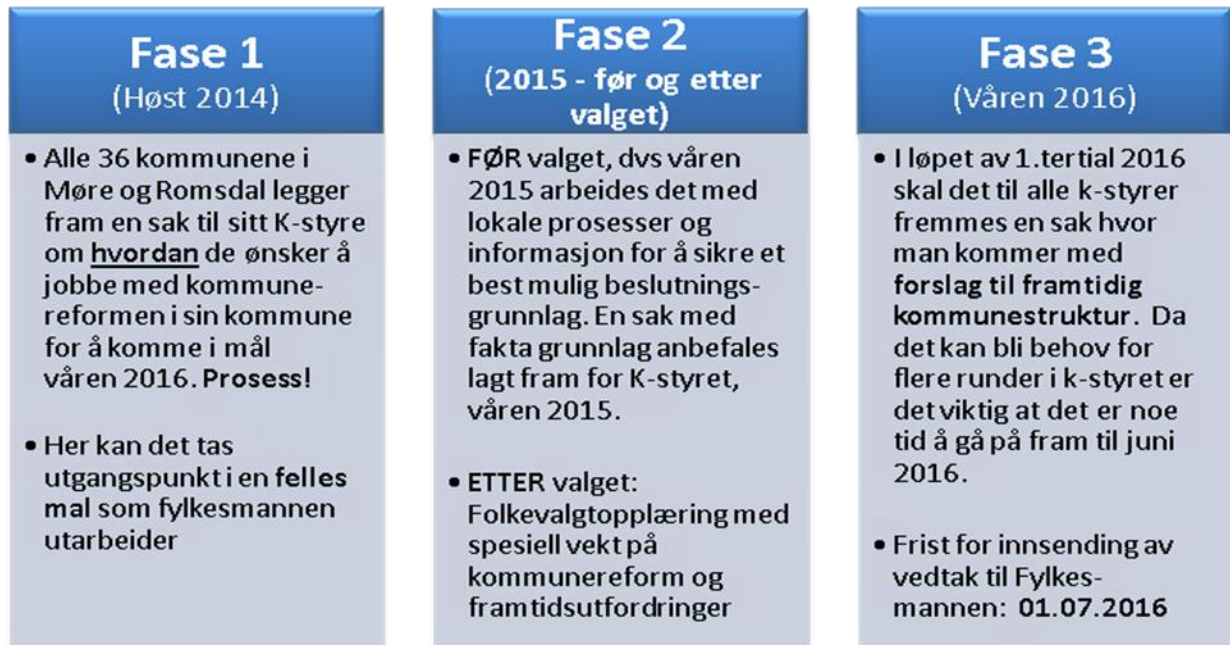 Fase 1
(Høst 2014)
• Alle 36 kommunene i
Møre og Romsdal legger
fram en sak til sitt K-styre
om hvordan de ønsker å
jobbe med kommune-
reformen i sin kommune
for å komme i mål
våren 2016. Prosess!
• Her kan det tas
utgangspunkt i en felles
mal som fylkesmannen
utarbeider
Fase 2
(2015 - før og etter
valget)
• FØR valget, dvs våren
2015 arbeides det med
lokale prosesser og
informasjon for å sikre et
best mulig beslutnings-
grunnlag. En sak med
fakta grunnlag anbefales
lagt fram for K-styret,
våren 2015.
• ETTER valget:
Folkevalgtopplæring med
spesiell vekt på
kommunereform og
framtidsutfordringer
Fase 3
(Våren 2016)
• I løpet av 1.tertial 2016
skal det til alle k-styrer
fremmes en sak hvor
man kommer med
forslag til framtidig
kommunestruktur. Da
det kan bli behov for
flere runder i k-styret er
det viktig at det er noe
tid å gå på fram til juni
2016.
• Frist for innsending av
vedtak til Fylkes-
mannen: 01.07.2016